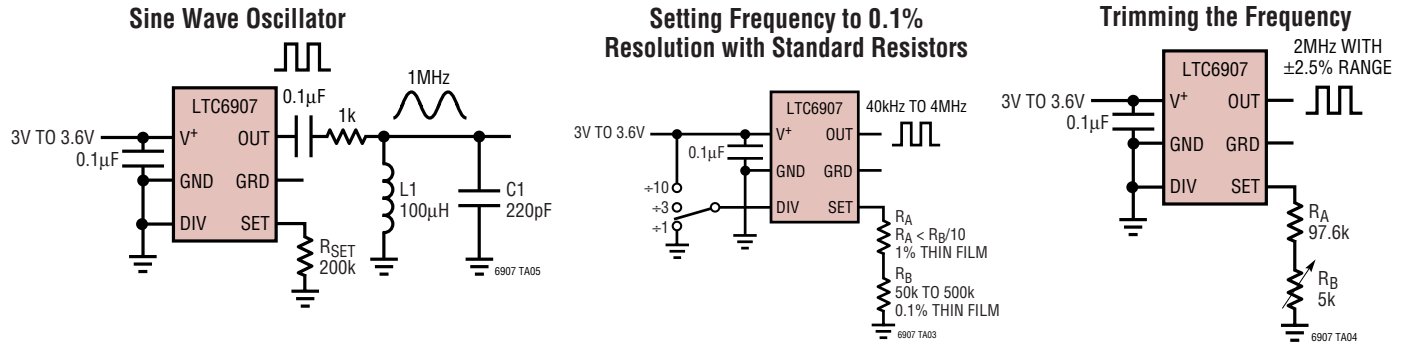 Sine Wave Oscillator
1MHz
LTC6907
0.1µF
1k
3V TO 3.6V
V+
OUT
0.1µF
GND
GRD
L1
100µH
C1
220pF
DIV
SET
RSET
200k
6907 TA05
Setting Frequency to 0.1%
Resolution with Standard Resistors
LTC6907
40kHz TO 4MHz
3V TO 3.6V
V+
OUT
0.1µF
GND
GRD
÷10
÷3
÷1
DIV
SET
RA
RA < RB/10
1% THIN FILM
RB
50k TO 500k
0.1% THIN FILM
6907 TA03
Trimming the Frequency
2MHz WITH
±2.5% RANGE
LTC6907
3V TO 3.6V
V+
OUT
0.1µF
GND
GRD
DIV
SET
RA
97.6k
RB
5k
6907 TA04